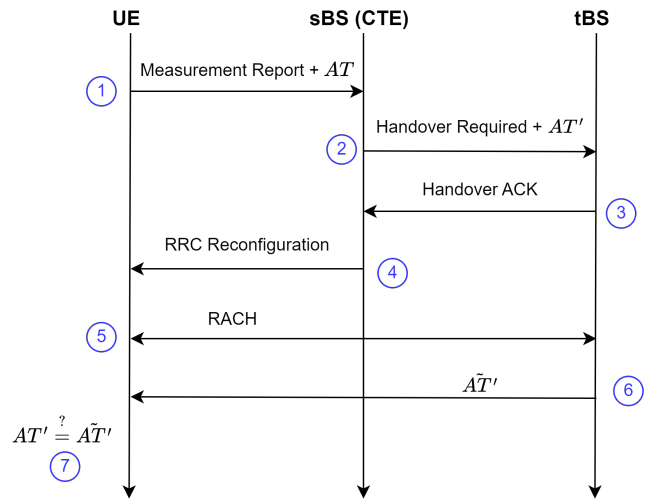 UE sBS (CTE) tBS
Measurement Report + AT
1
Handover Required + AT′
2
Handover ACK
3
RRC Reconfiguration
4
RACH
5
AT̃′
6
AT′ ≟ AT̃′
7